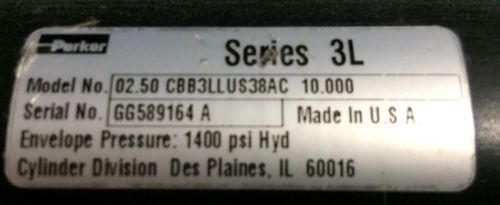 Parker
Series 3L
Model No. 02.50 CBB3LLUS38AC 10.000
Serial No. GG589164 A Made In U.S.A.
Envelope Pressure: 1400 psi Hyd
Cylinder Division Des Plaines, IL 60016